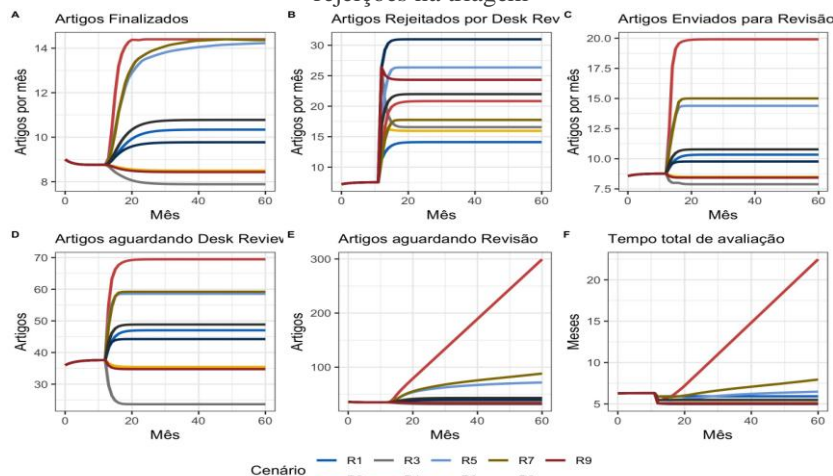 rejeições na triagem
A Artigos Finalizados
Artigos por mês
14
12
10
8
0 20 40 60
Mês
B Artigos Rejeitados por Desk Rev
Artigos por mês
30
25
20
15
10
0 20 40 60
Mês
C Artigos Enviados para Revisão
Artigos por mês
20.0
17.5
15.0
12.5
10.0
7.5
0 20 40 60
Mês
D Artigos aguardando Desk Review
Artigos
70
60
50
40
30
0 20 40 60
Mês
E Artigos aguardando Revisão
Artigos
300
200
100
0 20 40 60
Mês
F Tempo total de avaliação
Meses
20
15
10
5
0 20 40 60
Mês
Cenário R1 R3 R5 R7 R9